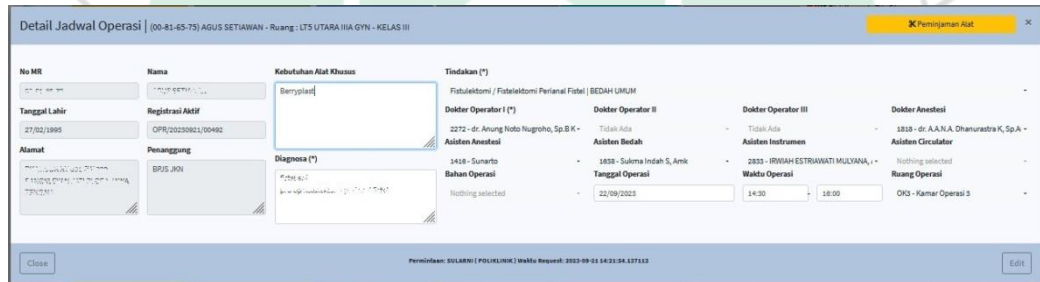 Detail Jadwal Operasi | (00-81-65-75) AGUS SETIAWAN - Ruang : LT5 UTARA IIIA GYN - KELAS III
Peminjaman Alat
No MR
Nama
Kebutuhan Alat Khusus
Tindakan (*)
Berryplast
Fistulektomi / Fistelektomi Perianal Fistel | BEDAH UMUM
Tanggal Lahir
Registrasi Aktif
Dokter Operator I (*)
Dokter Operator II
Dokter Operator III
Dokter Anestesi
27/02/1995
OPR/20230921/00492
2272 - dr. Anung Noto Nugroho, Sp.B K
Tidak Ada
Tidak Ada
1818 - dr. A.A.N.A. Dhanurastra K, Sp.A
Alamat
Penanggung
Asisten Anestesi
Asisten Bedah
Asisten Instrumen
Asisten Circulator
BPJS JKN
Diagnosa (*)
1418 - Sunarto
1838 - Sukma Indah S, Amk
2833 - IRWIAH ESTRIAWATI MULYANA,
Nothing selected
Bahan Operasi
Tanggal Operasi
Waktu Operasi
Ruang Operasi
Nothing selected
22/09/2023
14:30 - 16:00
OK3 - Kamar Operasi 3
Close
Permintaan: SULARNI ( POLIKLINIK ) Waktu Request: 2023-09-21 14:21:54.137113
Edit